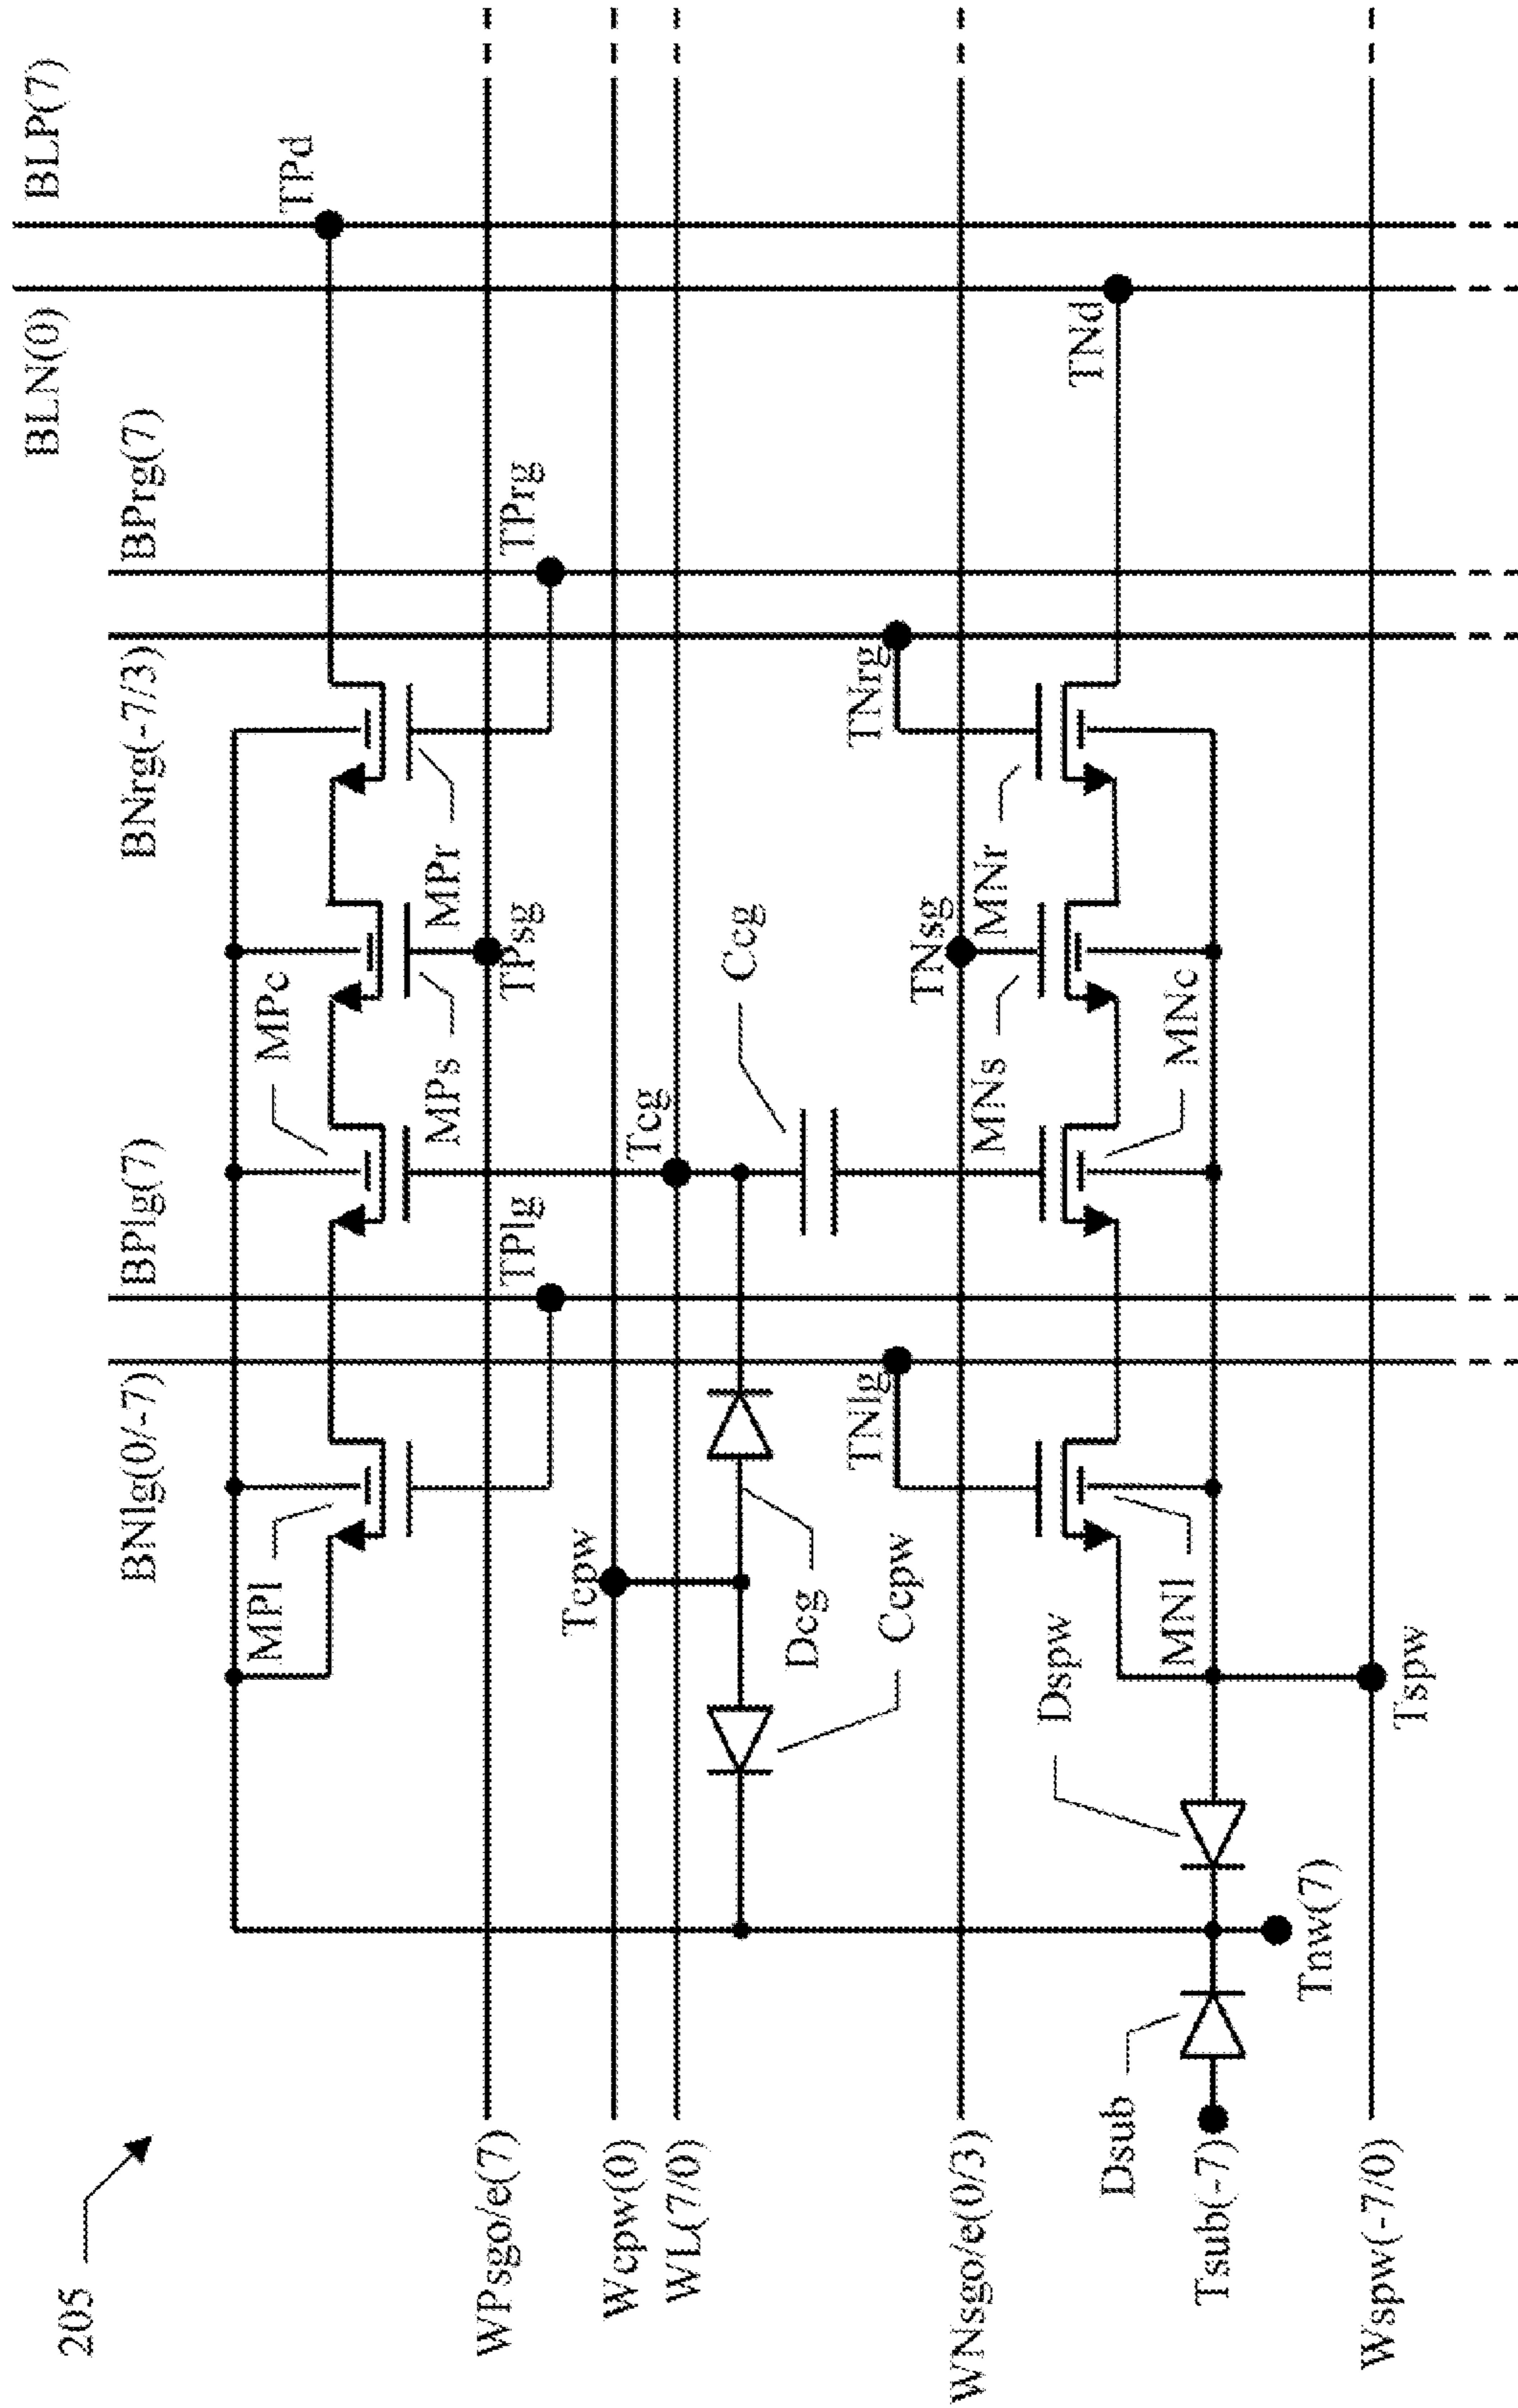 205
BNlg(0/-7)
BPlg(7)
BNrg(-7/3)
BPrg(7)
BLN(0)
BLP(7)
MPl
MPc
TPd
MPs
MPr
WPsgo/e(7)
TPlg
TPsg
TPrg
Tcpw
Wcpw(0)
Tcg
WL(7/0)
Ccg
Dcg
Ccpw
TNlg
TNsg
TNrg
WNsgo/e(0/3)
MNs
MNr
Dspw
TNd
Dsub
MNl
MNc
Tsub(-7)
Tnw(7)
Wspw(-7/0)
Tspw